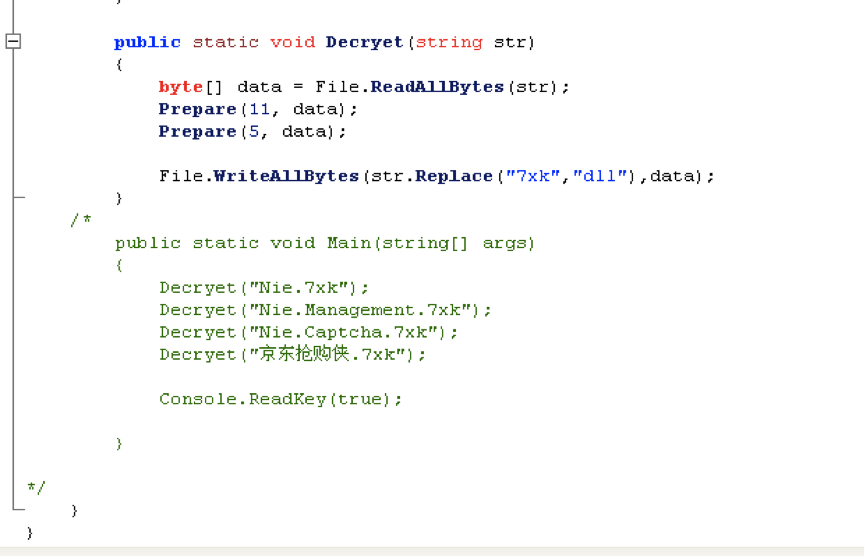 }
public static void Decryet(string str)
{
byte[] data = File.ReadAllBytes(str);
Prepare(11, data);
Prepare(5, data);
File.WriteAllBytes(str.Replace("7xk","dll"),data);
}
/*
public static void Main(string[] args)
{
Decryet("Nie.7xk");
Decryet("Nie.Management.7xk");
Decryet("Nie.Captcha.7xk");
Decryet("京东抢购侠.7xk");
Console.ReadKey(true);
}
*/
}
}